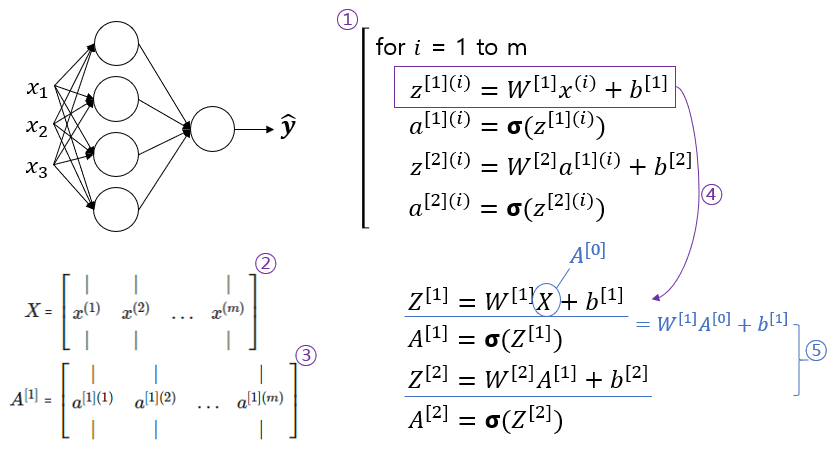 x₁
x₂
x₃
ŷ
①
for i = 1 to m
z^[1](i) = W^[1]x^(i) + b^[1]
a^[1](i) = σ(z^[1](i))
z^[2](i) = W^[2]a^[1](i) + b^[2]
a^[2](i) = σ(z^[2](i))
④
②
X = [ x^(1) x^(2) ... x^(m) ]
③
A^[1] = [ a^[1](1) a^[1](2) ... a^[1](m) ]
A^[0]
Z^[1] = W^[1]X + b^[1]
= W^[1]A^[0] + b^[1]
A^[1] = σ(Z^[1])
⑤
Z^[2] = W^[2]A^[1] + b^[2]
A^[2] = σ(Z^[2])